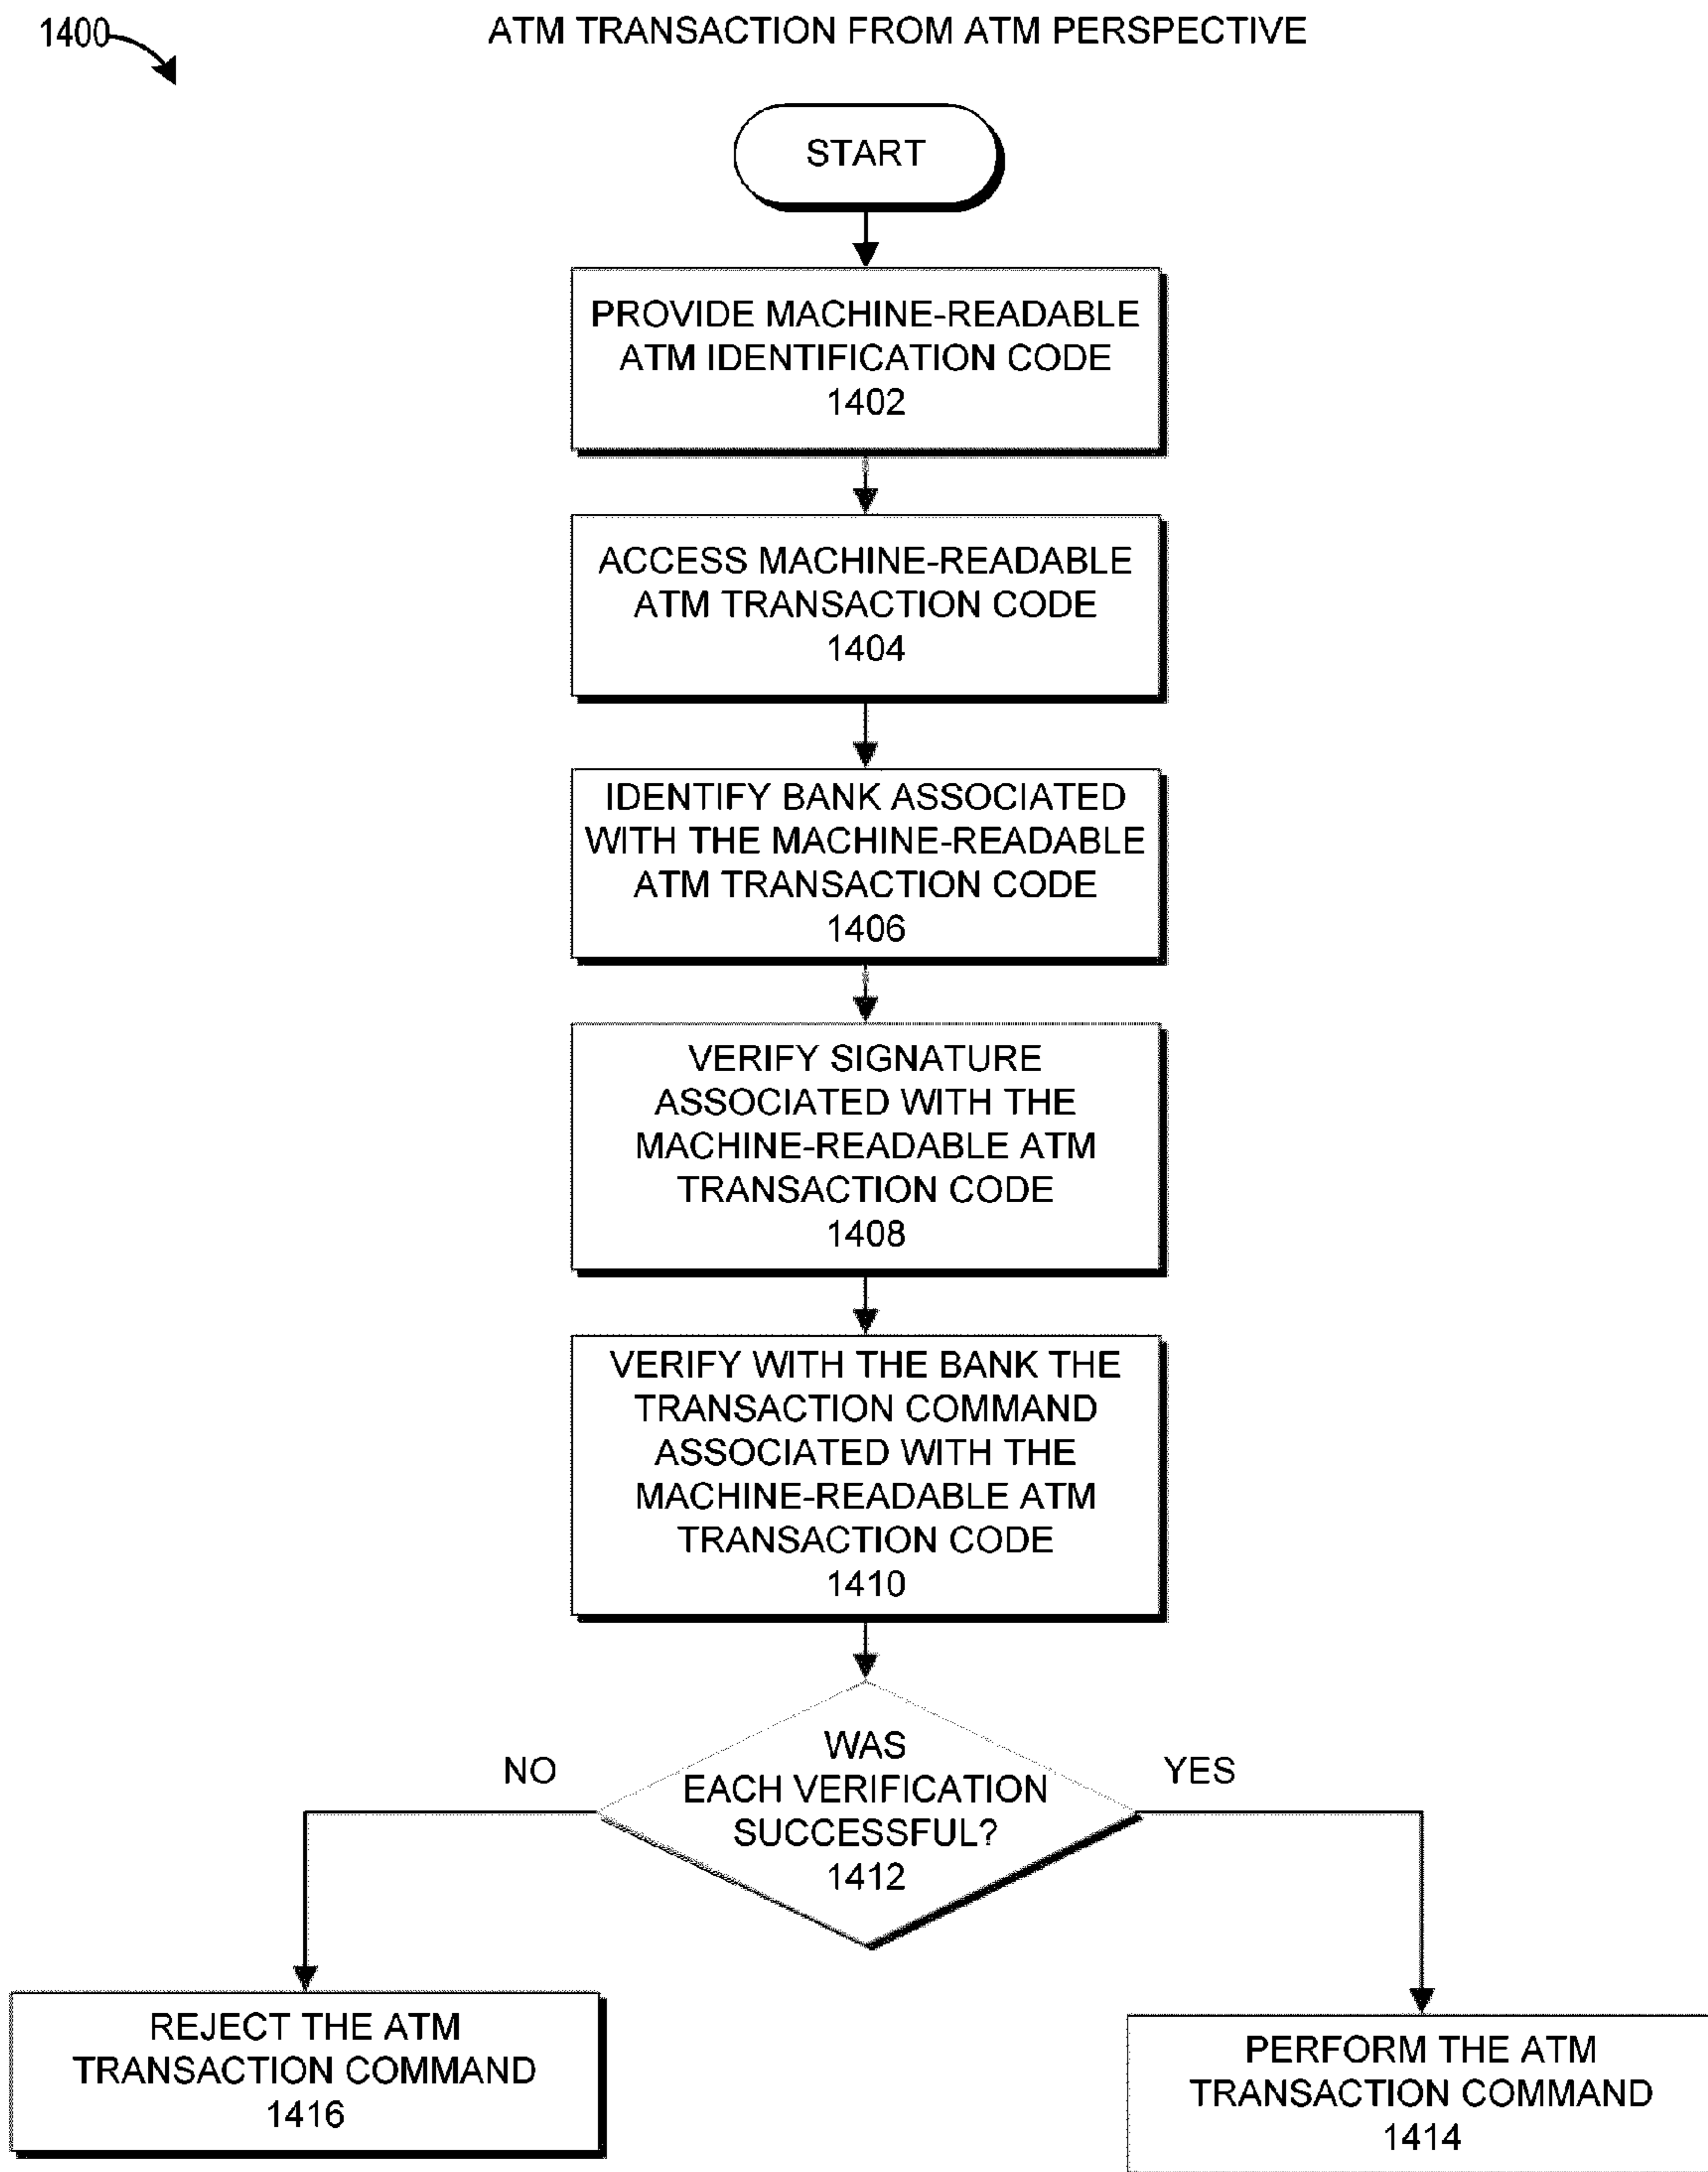 1400
ATM TRANSACTION FROM ATM PERSPECTIVE
START
PROVIDE MACHINE-READABLE
ATM IDENTIFICATION CODE
1402
ACCESS MACHINE-READABLE
ATM TRANSACTION CODE
1404
IDENTIFY BANK ASSOCIATED
WITH THE MACHINE-READABLE
ATM TRANSACTION CODE
1406
VERIFY SIGNATURE
ASSOCIATED WITH THE
MACHINE-READABLE ATM
TRANSACTION CODE
1408
VERIFY WITH THE BANK THE
TRANSACTION COMMAND
ASSOCIATED WITH THE
MACHINE-READABLE ATM
TRANSACTION CODE
1410
WAS
EACH VERIFICATION
SUCCESSFUL?
1412
NO
YES
REJECT THE ATM
TRANSACTION COMMAND
1416
PERFORM THE ATM
TRANSACTION COMMAND
1414